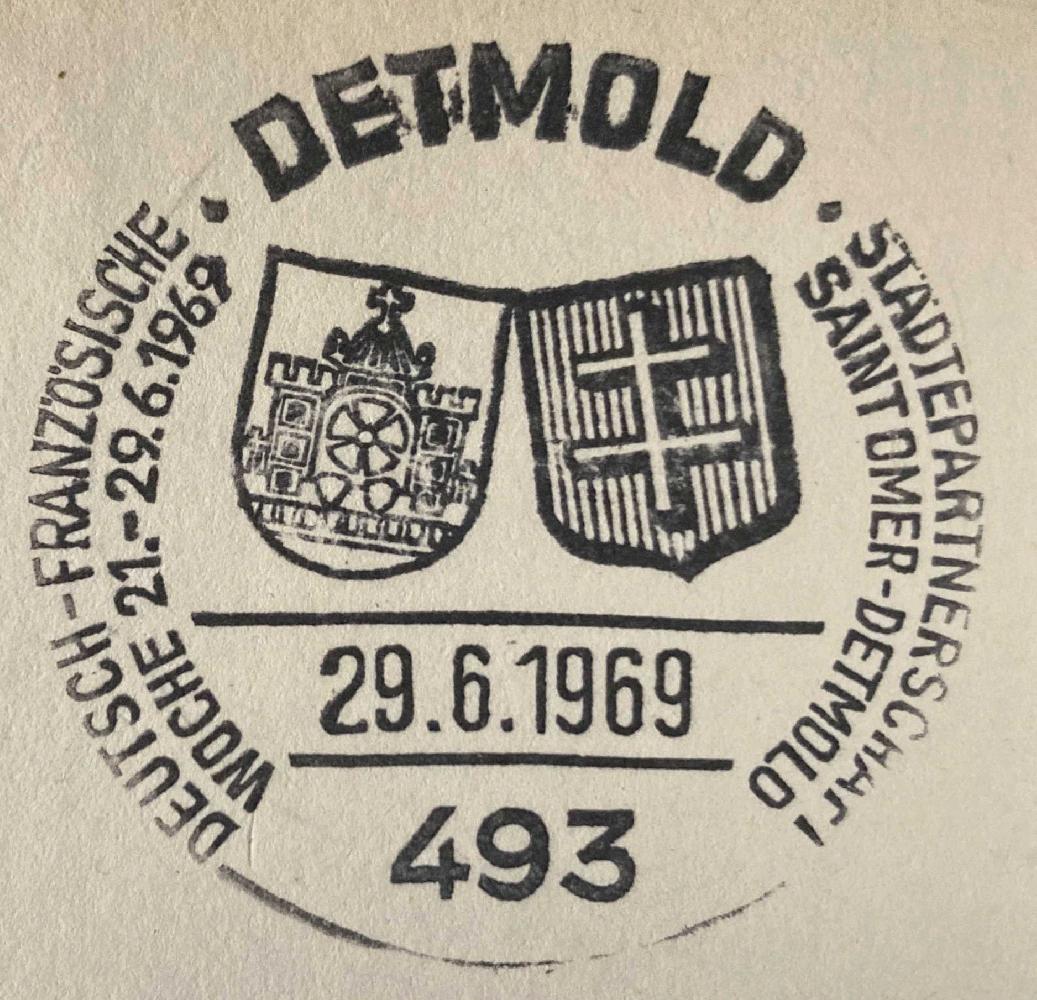 • DETMOLD •
DEUTSCH-FRANZÖSISCHE
WOCHE 21.-29.6.1969
STÄDTEPARTNERSCHAFT
SAINT OMER-DETMOLD
29.6.1969
493